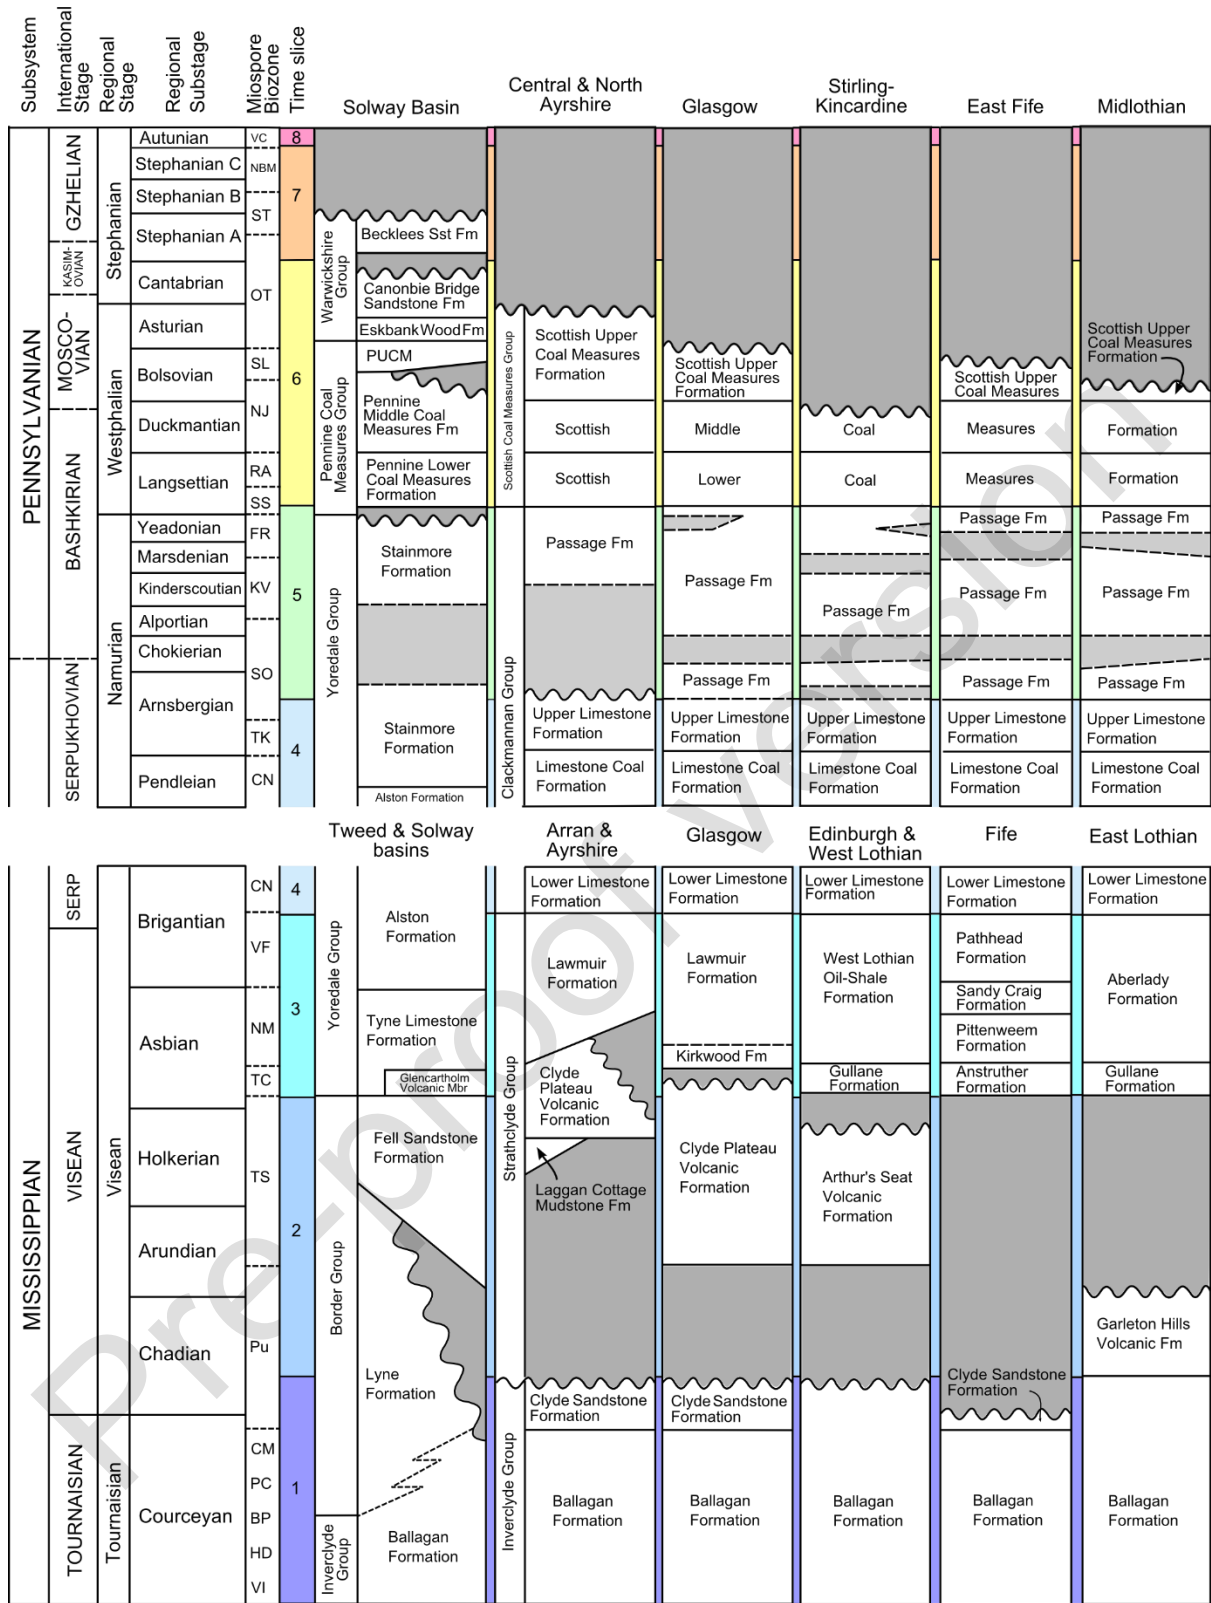 Subsystem
International
Stage
Regional
Stage
Regional
Substage
Miospore
Biozone
Time slice
Solway Basin
Central & North
Ayrshire
Glasgow
Stirling-
Kincardine
East Fife
Midlothian
PENNSYLVANIAN
GZHELIAN
KASIM-
OVIAN
MOSCO-
VIAN
BASHKIRIAN
SERPUKHOVIAN
Stephanian
Westphalian
Namurian
Autunian
Stephanian C
Stephanian B
Stephanian A
Cantabrian
Asturian
Bolsovian
Duckmantian
Langsettian
Yeadonian
Marsdenian
Kinderscoutian
Alportian
Chokierian
Arnsbergian
Pendleian
VC
NBM
ST
OT
SL
NJ
RA
SS
FR
KV
SO
TK
CN
8
7
6
5
4
Warwickshire
Group
Pennine Coal
Measures Group
Yoredale Group
Becklees Sst Fm
Canonbie Bridge
Sandstone Fm
Eskbank Wood Fm
PUCM
Pennine
Middle Coal
Measures Fm
Pennine Lower
Coal Measures
Formation
Stainmore
Formation
Stainmore
Formation
Alston Formation
Scottish Coal Measures Group
Clackmannan Group
Scottish Upper
Coal Measures
Formation
Scottish
Scottish
Passage Fm
Upper Limestone
Formation
Limestone Coal
Formation
Scottish Upper
Coal Measures
Formation
Middle
Lower
Passage Fm
Passage Fm
Upper Limestone
Formation
Limestone Coal
Formation
Coal
Coal
Passage Fm
Upper Limestone
Formation
Limestone Coal
Formation
Scottish Upper
Coal Measures
Measures
Measures
Passage Fm
Passage Fm
Passage Fm
Upper Limestone
Formation
Limestone Coal
Formation
Scottish Upper
Coal Measures
Formation
Formation
Formation
Passage Fm
Passage Fm
Passage Fm
Upper Limestone
Formation
Limestone Coal
Formation
Tweed & Solway
basins
Arran &
Ayrshire
Glasgow
Edinburgh &
West Lothian
Fife
East Lothian
MISSISSIPPIAN
SERP
VISEAN
TOURNAISIAN
Visean
Tournaisian
Brigantian
Asbian
Holkerian
Arundian
Chadian
Courceyan
CN
VF
NM
TC
TS
Pu
CM
PC
BP
HD
VI
4
3
2
1
Yoredale Group
Border Group
Inverclyde
Group
Alston
Formation
Tyne Limestone
Formation
Glencartholm
Volcanic Mbr
Fell Sandstone
Formation
Lyne
Formation
Ballagan
Formation
Strathclyde Group
Inverclyde Group
Lower Limestone
Formation
Lawmuir
Formation
Clyde
Plateau
Volcanic
Formation
Laggan Cottage
Mudstone Fm
Clyde Sandstone
Formation
Ballagan
Formation
Lower Limestone
Formation
Lawmuir
Formation
Kirkwood Fm
Clyde Plateau
Volcanic
Formation
Clyde Sandstone
Formation
Ballagan
Formation
Lower Limestone
Formation
West Lothian
Oil-Shale
Formation
Gullane
Formation
Arthur's Seat
Volcanic
Formation
Ballagan
Formation
Lower Limestone
Formation
Pathhead
Formation
Sandy Craig
Formation
Pittenweem
Formation
Anstruther
Formation
Clyde Sandstone
Formation
Ballagan
Formation
Lower Limestone
Formation
Aberlady
Formation
Gullane
Formation
Garleton Hills
Volcanic Fm
Ballagan
Formation
Pre-proof version